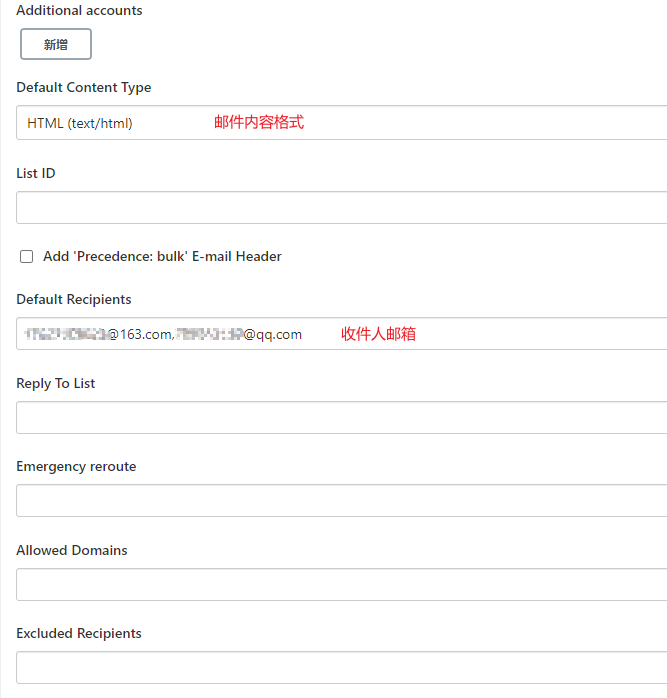 Additional accounts
新增
Default Content Type
HTML (text/html) 邮件内容格式
List ID
Add 'Precedence: bulk' E-mail Header
Default Recipients
@163.com, @qq.com 收件人邮箱
Reply To List
Emergency reroute
Allowed Domains
Excluded Recipients